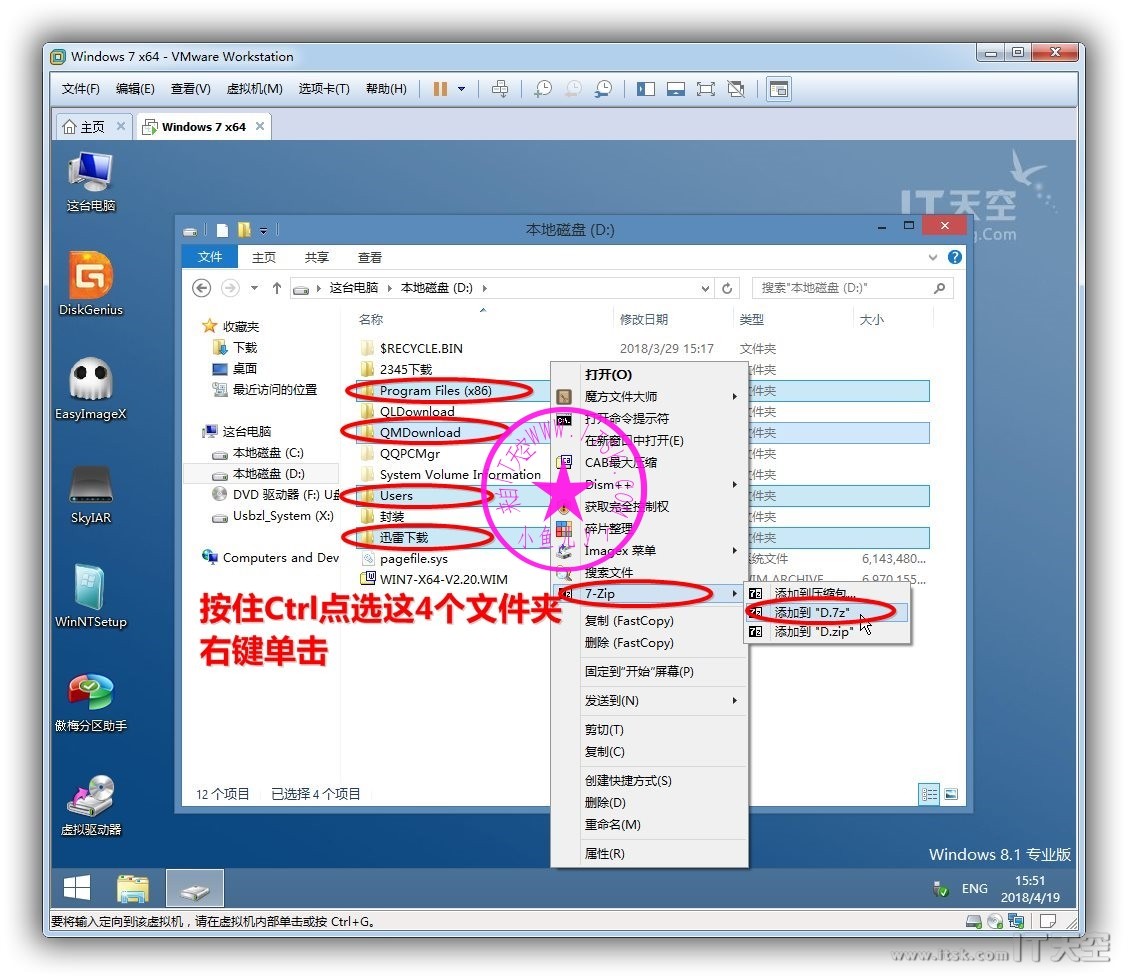 Windows 7 x64 - VMware Workstation
文件(F) 编辑(E) 查看(V) 虚拟机(M) 选项卡(T) 帮助(H)
主页 Windows 7 x64
这台电脑
DiskGenius
EasyImageX
SkyIAR
WinNTSetup
傲梅分区助手
虚拟驱动器
IT天空
g.Com
本地磁盘 (D:)
文件 主页 共享 查看
这台电脑 本地磁盘 (D:) 搜索"本地磁盘 (D:)"
名称 修改日期 类型 大小
收藏夹
下载
桌面
最近访问的位置
这台电脑
本地磁盘 (C:)
本地磁盘 (D:)
DVD 驱动器 (F:) U盘
Usbzl_System (X:)
Computers and Dev
$RECYCLE.BIN 2018/3/29 15:17 文件夹
2345下载 文件夹
Program Files (x86) 文件夹
QLDownload 文件夹
QMDownload 文件夹
QQPCMgr 文件夹
System Volume Information 文件夹
Users 文件夹
封装 文件夹
迅雷下载 文件夹
pagefile.sys 系统文件 6,143,480...
WIN7-X64-V2.20.WIM WIM ARCHIVE 6,970,155...
打开(O)
魔方文件大师
打开命令提示符
在新窗口中打开(E)
CAB最大压缩
Dism++
获取完全控制权
碎片整理
Imagex 菜单
搜索文件
7-Zip
复制 (FastCopy)
删除 (FastCopy)
固定到"开始"屏幕(P)
发送到(N)
剪切(T)
复制(C)
创建快捷方式(S)
删除(D)
重命名(M)
属性(R)
添加到压缩包...
添加到 "D.7z"
添加到 "D.zip"
来自IT天空WWW.ITSK.COM
按住Ctrl点选这4个文件夹
右键单击
12 个项目 已选择 4 个项目
Windows 8.1 专业版
ENG
15:51
2018/4/19
要将输入定向到该虚拟机，请在虚拟机内部单击或按 Ctrl+G。
www.itsk.com IT天空